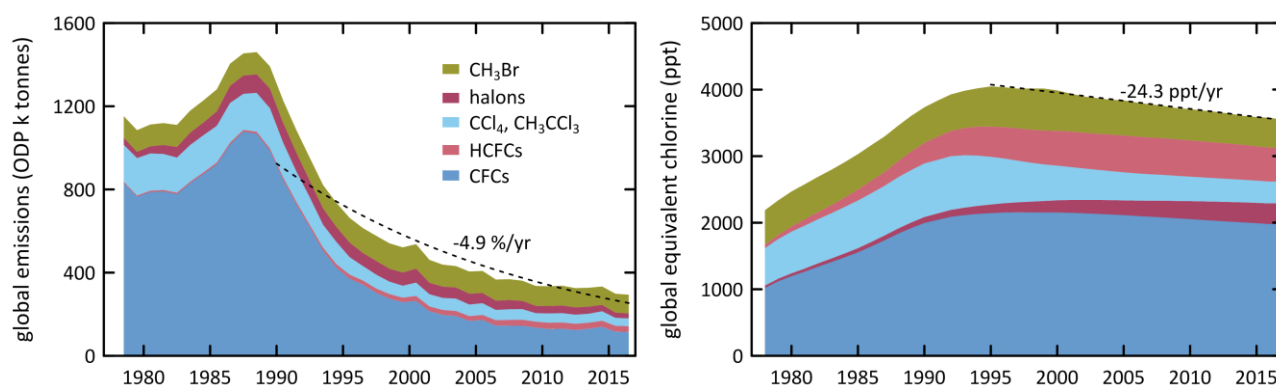 global emissions (ODP k tonnes)
1600
1200
800
400
0
CH₃Br
halons
CCl₄, CH₃CCl₃
HCFCs
CFCs
-4.9 %/yr
1980 1985 1990 1995 2000 2005 2010 2015
global equivalent chlorine (ppt)
5000
4000
3000
2000
1000
0
-24.3 ppt/yr
1980 1985 1990 1995 2000 2005 2010 2015